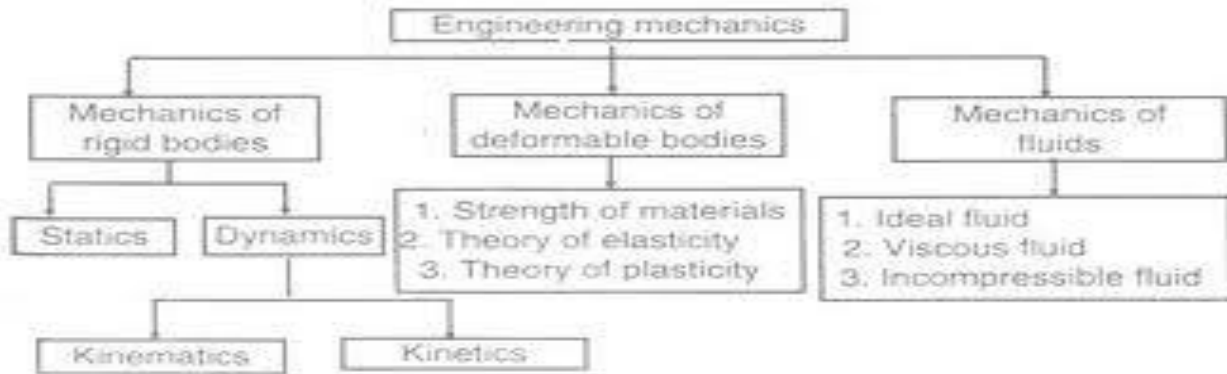 Engineering mechanics
Mechanics of
rigid bodies
Mechanics of
deformable bodies
Mechanics of
fluids
Statics
Dynamics
1. Strength of materials
2. Theory of elasticity
3. Theory of plasticity
1. Ideal fluid
2. Viscous fluid
3. Incompressible fluid
Kinematics
Kinetics